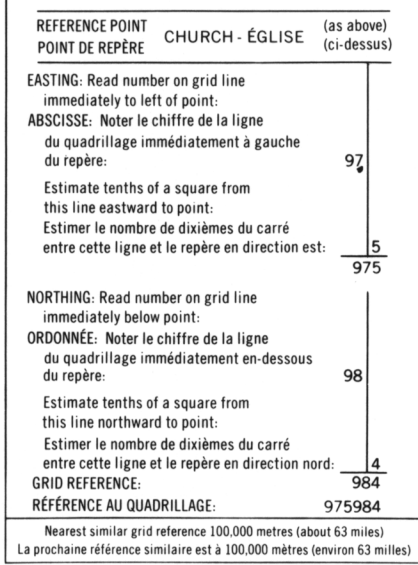 REFERENCE POINT CHURCH - ÉGLISE (as above)
POINT DE REPÈRE (ci-dessus)
EASTING: Read number on grid line
immediately to left of point:
ABSCISSE: Noter le chiffre de la ligne
du quadrillage immédiatement à gauche
du repère: 97
Estimate tenths of a square from
this line eastward to point:
Estimer le nombre de dixièmes du carré
entre cette ligne et le repère en direction est: 5
975
NORTHING: Read number on grid line
immediately below point:
ORDONNÉE: Noter le chiffre de la ligne
du quadrillage immédiatement en-dessous
du repère: 98
Estimate tenths of a square from
this line northward to point:
Estimer le nombre de dixièmes du carré
entre cette ligne et le repère en direction nord: 4
GRID REFERENCE: 984
RÉFÉRENCE AU QUADRILLAGE: 975984
Nearest similar grid reference 100,000 metres (about 63 miles)
La prochaine référence similaire est à 100,000 mètres (environ 63 milles)